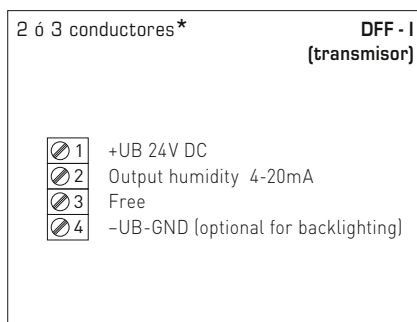 2 ó 3 conductores* DFF - I
(transmisor)
1 +UB 24V DC
2 Output humidity 4-20mA
3 Free
4 –UB-GND (optional for backlighting)